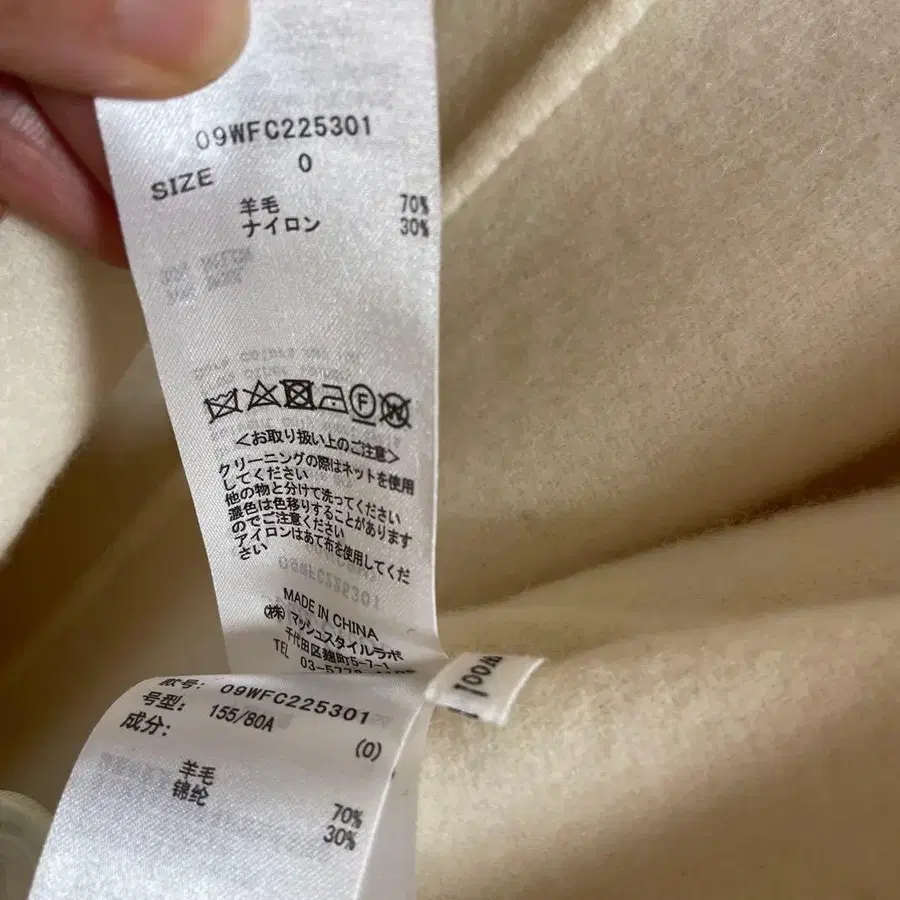 09WFC225301
SIZE 0
羊毛 70%
ナイロン 30%
F
W
<お取り扱い上のご注意>
クリーニングの際はネットを使用
してください
他の物と分けて洗ってください
濃色は色移りすることがあります
のでご注意ください
アイロンはあて布を使用してくだ
さい
MADE IN CHINA
(株)マッシュスタイルラボ
千代田区麹町5-7-1
TEL
wool
款号: 09WFC225301
号型: 155/80A (0)
成分:
羊毛 70%
锦纶 30%